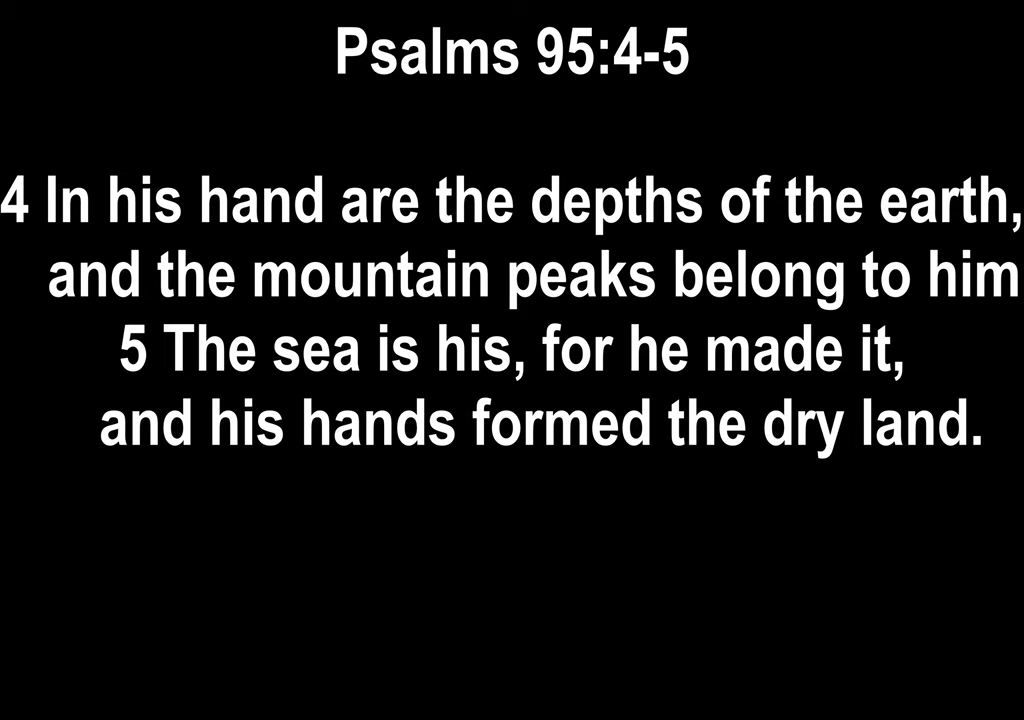 Psalms 95:4-5
4 In his hand are the depths of the earth,
and the mountain peaks belong to him
5 The sea is his, for he made it,
and his hands formed the dry land.